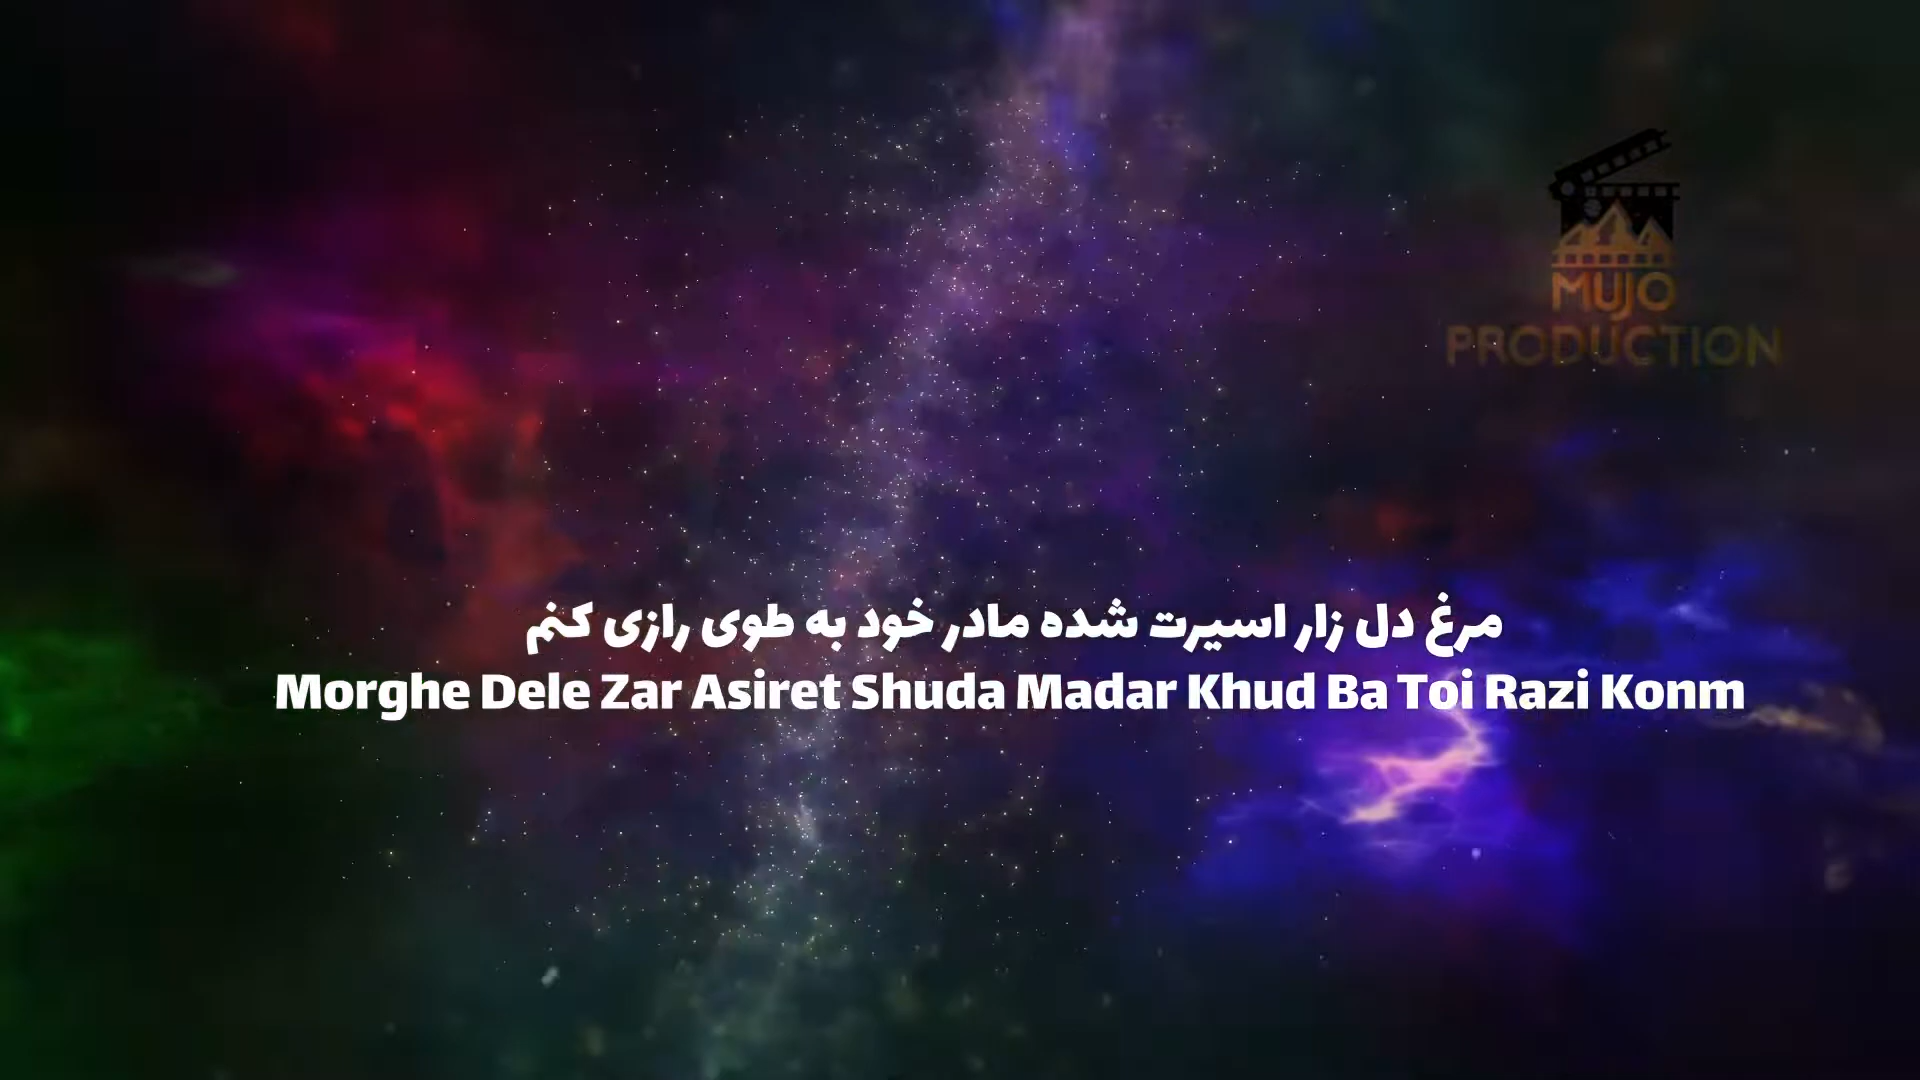 MUJO
PRODUCTION
مرغ دل زار اسیرت شده مادر خود به طوی رازی کنم
Morghe Dele Zar Asiret Shuda Madar Khud Ba Toi Razi Konm